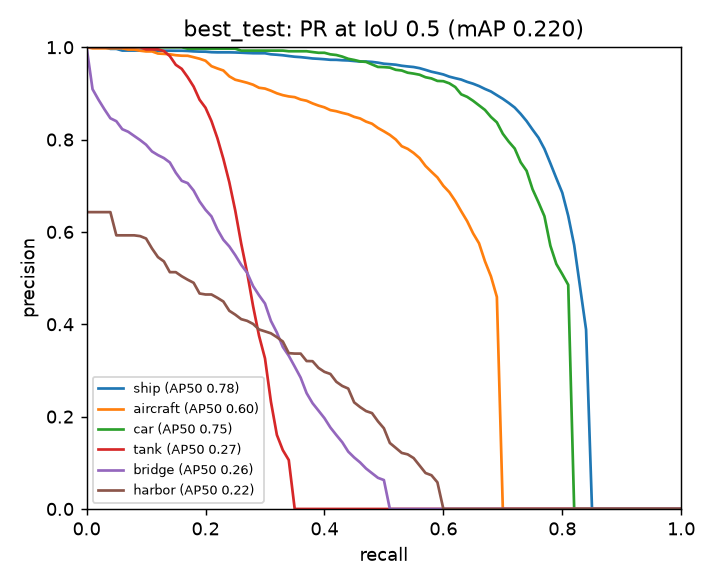 best_test: PR at IoU 0.5 (mAP 0.220)
precision
1.0
0.8
0.6
0.4
0.2
0.0
ship (AP50 0.78)
aircraft (AP50 0.60)
car (AP50 0.75)
tank (AP50 0.27)
bridge (AP50 0.26)
harbor (AP50 0.22)
0.0 0.2 0.4 0.6 0.8 1.0
recall